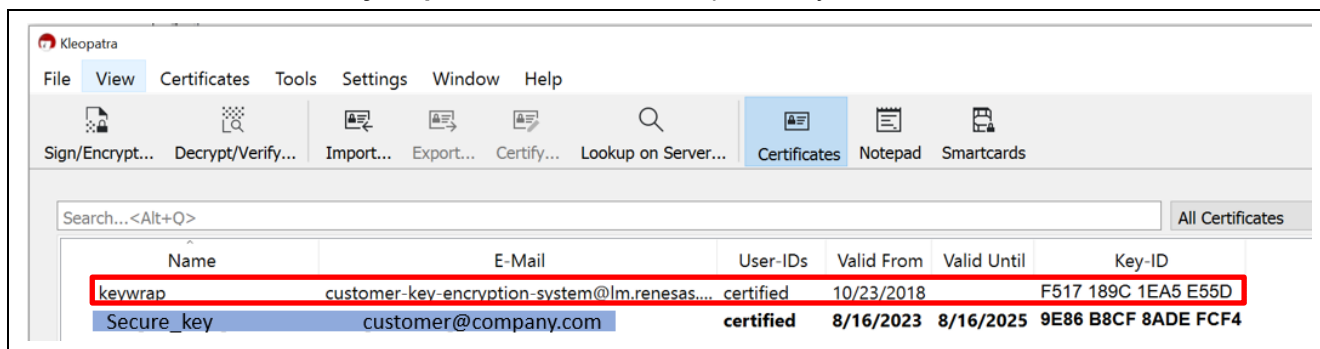 Kleopatra
File View Certificates Tools Settings Window Help
Sign/Encrypt... Decrypt/Verify... Import... Export... Certify... Lookup on Server... Certificates Notepad Smartcards
Search...<Alt+Q> All Certificates
Name E-Mail User-IDs Valid From Valid Until Key-ID
keywrap customer-key-encryption-system@lm.renesas.... certified 10/23/2018 F517 189C 1EA5 E55D
Secure_key customer@company.com certified 8/16/2023 8/16/2025 9E86 B8CF 8ADE FCF4